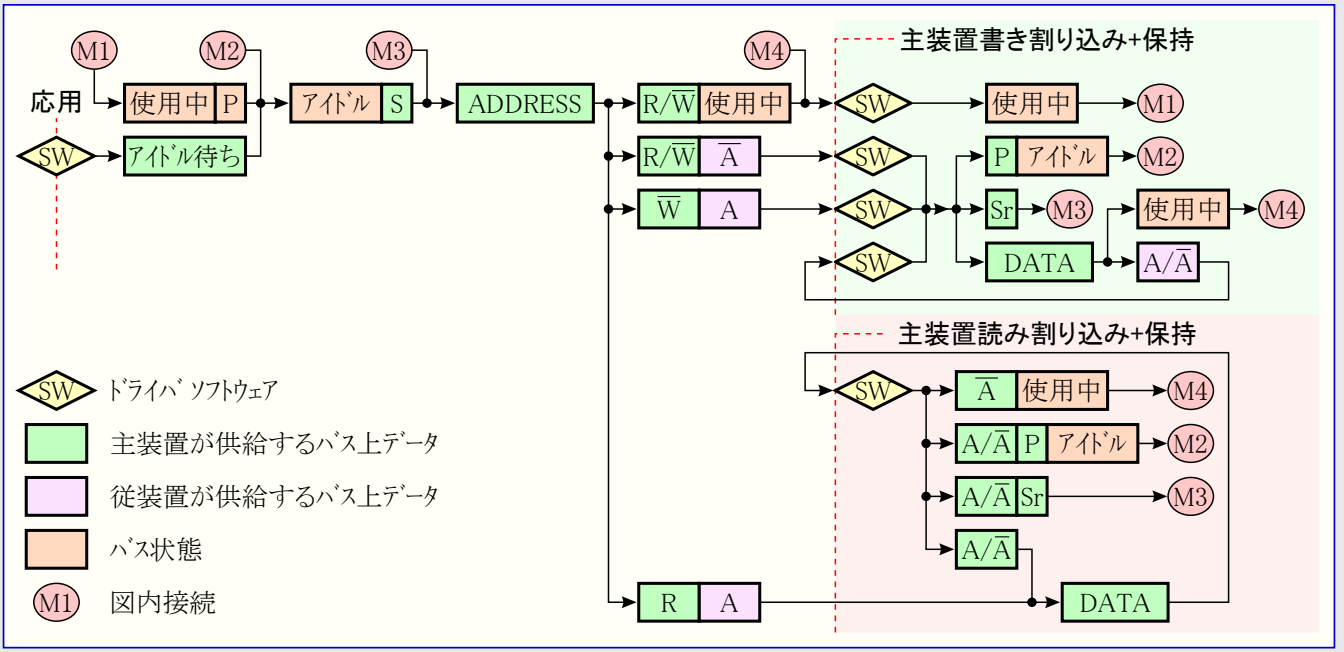 主装置書き割り込み+保持
M1 M2 M3 M4
応用 使用中 P アイドル S ADDRESS R/W̅ 使用中 SW 使用中 M1
SW アイドル待ち R/W̅ A̅ SW P アイドル M2
W̅ A SW Sr M3 使用中 M4
SW DATA A/A̅
主装置読み割り込み+保持
SW ドライバ ソフトウェア SW A̅ 使用中 M4
主装置が供給するバス上データ A/A̅ P アイドル M2
従装置が供給するバス上データ A/A̅ Sr M3
バス状態 A/A̅
M1 図内接続 R A DATA